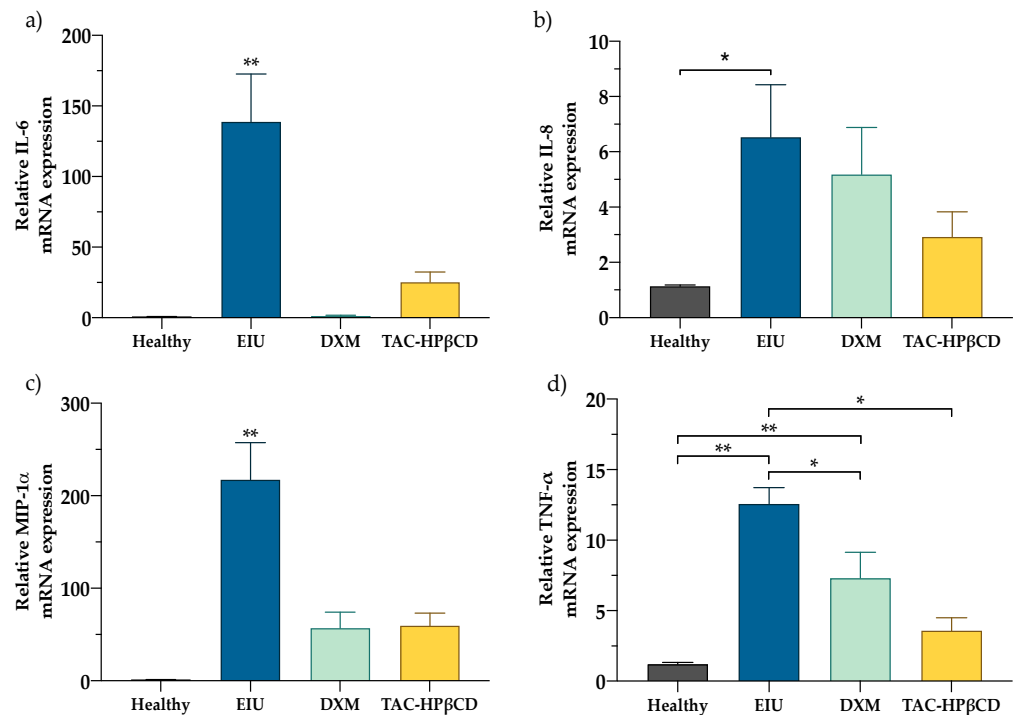 a)
Relative IL-6
mRNA expression
200
150
100
50
0
**
Healthy EIU DXM TAC-HPβCD
b)
Relative IL-8
mRNA expression
10
8
6
4
2
0
*
Healthy EIU DXM TAC-HPβCD
c)
Relative MIP-1α
mRNA expression
300
200
100
0
**
Healthy EIU DXM TAC-HPβCD
d)
Relative TNF-α
mRNA expression
20
15
10
5
0
*
**
**
*
Healthy EIU DXM TAC-HPβCD